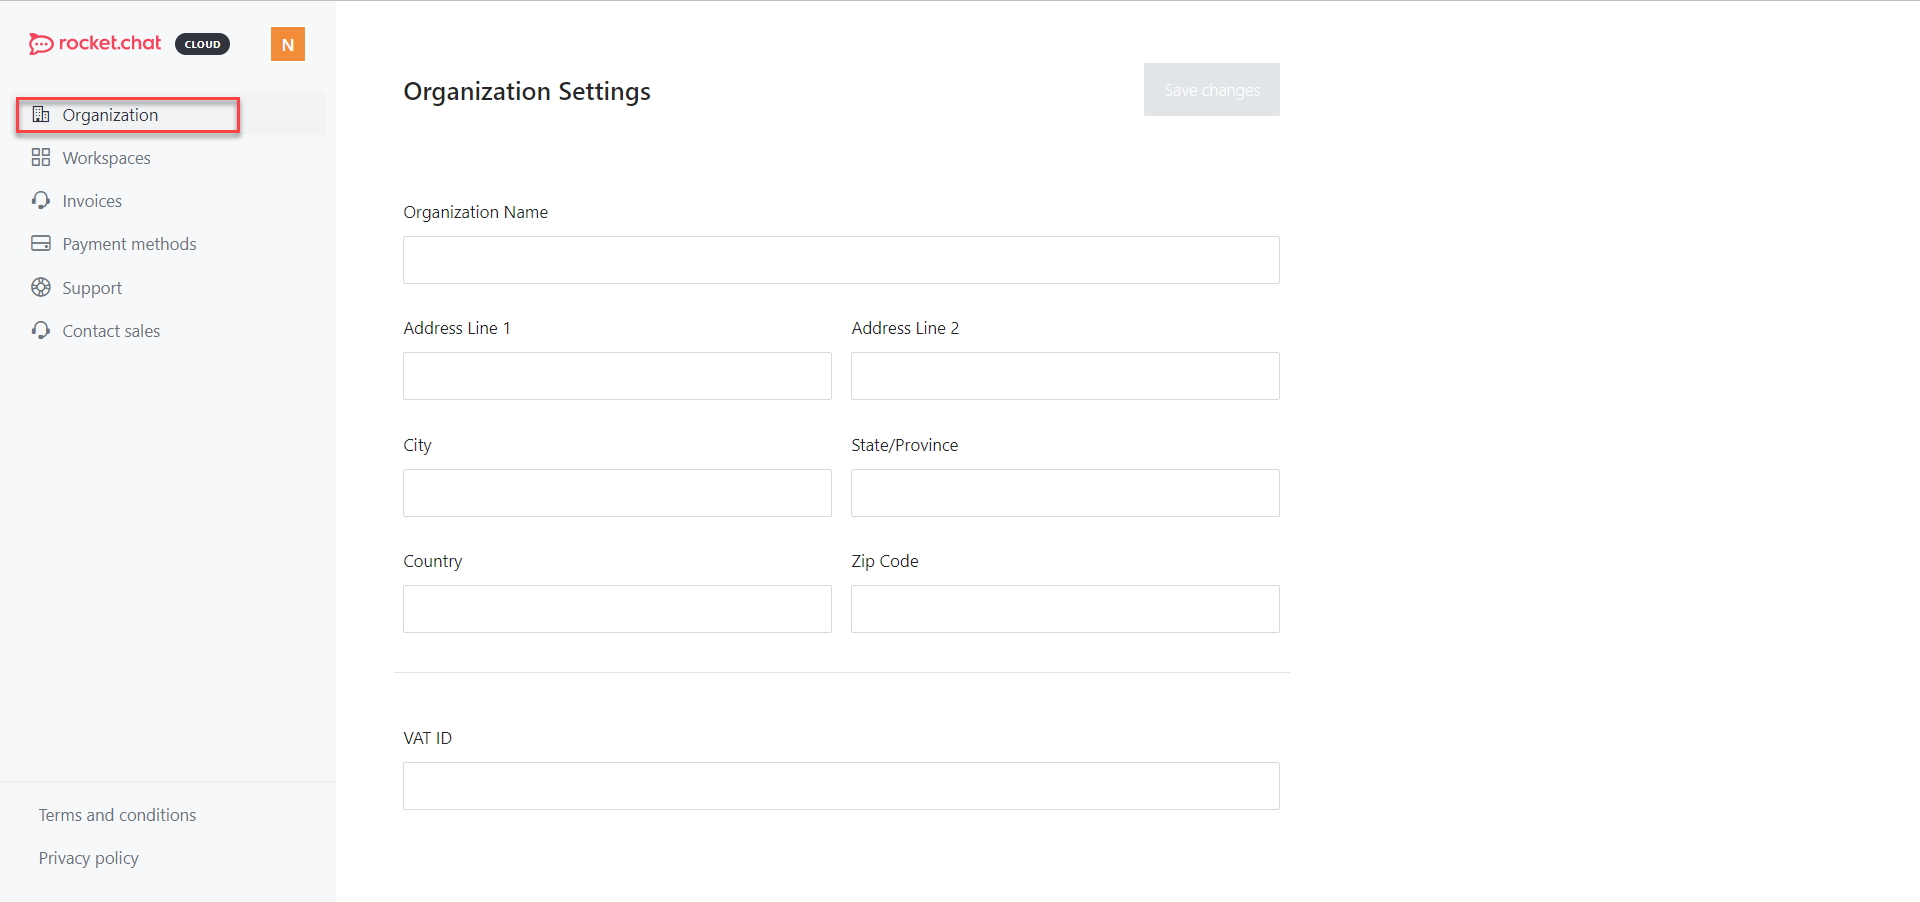 rocket.chat CLOUD N
Organization
Workspaces
Invoices
Payment methods
Support
Contact sales
Terms and conditions
Privacy policy
Organization Settings
Save changes
Organization Name
Address Line 1
Address Line 2
City
State/Province
Country
Zip Code
VAT ID